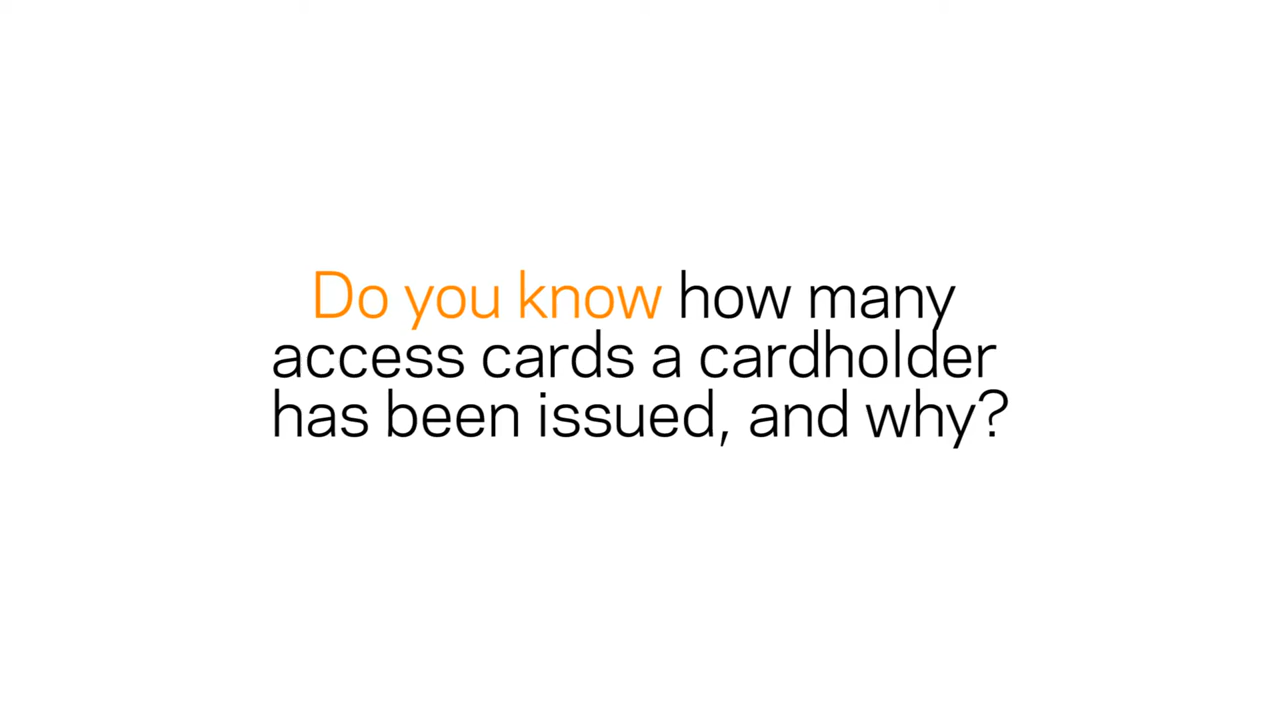 Do you know how many
access cards a cardholder
has been issued, and why?